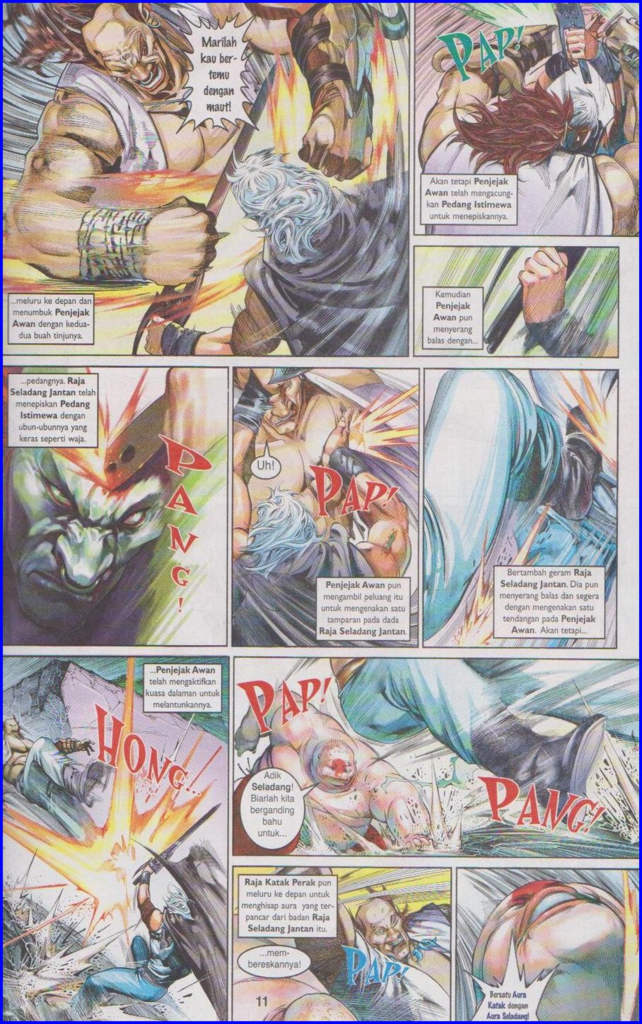 Marilah
kau ber-
temu
dengan
maut!
...meluru ke depan dan
menumbuk Penjejak
Awan dengan kedua-
dua buah tinjunya.
PAP!
Akan tetapi Penjejak
Awan telah mengacung-
kan Pedang Istimewa
untuk menepiskannya.
Kemudian
Penjejak
Awan pun
menyerang
balas dengan...
...pedangnya. Raja
Seladang Jantan telah
menepiskan Pedang
Istimewa dengan
ubun-ubunnya yang
keras seperti waja.
PANG!
Uh!
PAP!
Penjejak Awan pun
mengambil peluang itu
untuk mengenakan satu
tamparan pada dada
Raja Seladang Jantan.
Bertambah geram Raja
Seladang Jantan. Dia pun
menyerang balas dan segera
dengan mengenakan satu
tendangan pada Penjejak
Awan. Akan tetapi...
...Penjejak Awan
telah mengaktifkan
kuasa dalaman untuk
melantunkannya.
HONG...
PAP!
Adik
Seladang!
Biarlah kita
berganding
bahu
untuk...
PANG!
Raja Katak Perak pun
meluru ke depan untuk
menghisap aura yang ter-
pancar dari badan Raja
Seladang Jantan itu.
...mem-
bereskannya!
PAP!
Bersatu Aura
Katak dengan
Aura Seladang!
11